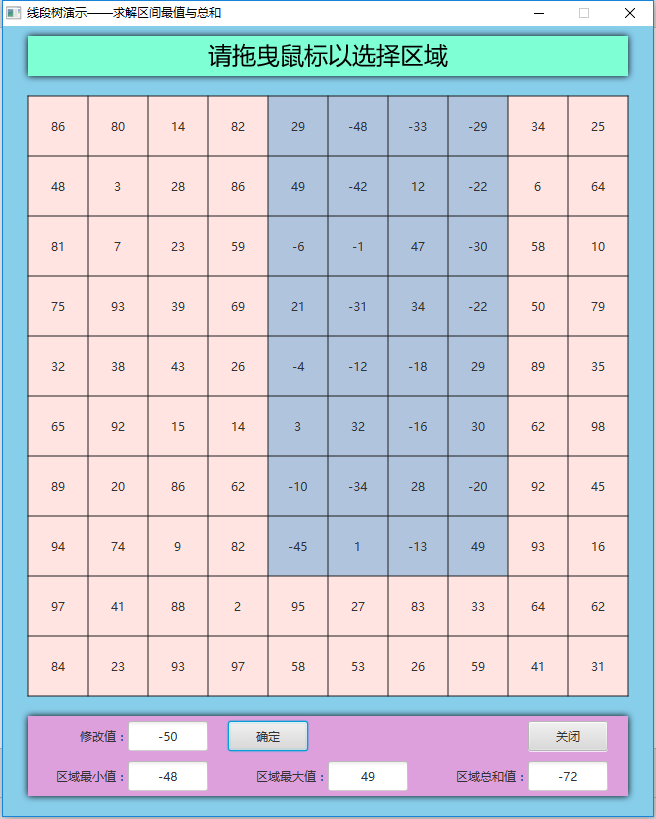 线段树演示——求解区间最值与总和
请拖曳鼠标以选择区域
86 80 14 82 29 -48 -33 -29 34 25
48 3 28 86 49 -42 12 -22 6 64
81 7 23 59 -6 -1 47 -30 58 10
75 93 39 69 21 -31 34 -22 50 79
32 38 43 26 -4 -12 -18 29 89 35
65 92 15 14 3 32 -16 30 62 98
89 20 86 62 -10 -34 28 -20 92 45
94 74 9 82 -45 1 -13 49 93 16
97 41 88 2 95 27 83 33 64 62
84 23 93 97 58 53 26 59 41 31
修改值： -50 确定 关闭
区域最小值： -48 区域最大值： 49 区域总和值： -72